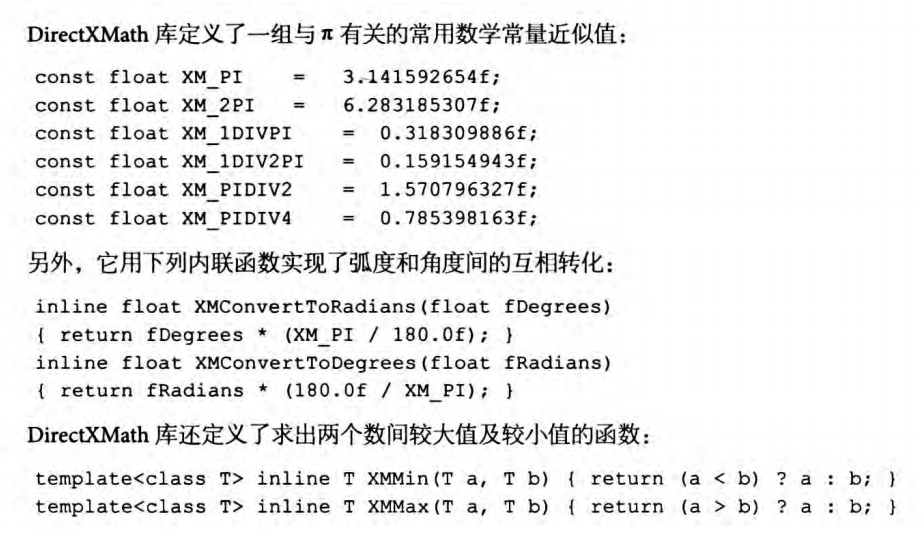 DirectXMath 库定义了一组与 π 有关的常用数学常量近似值：
const float XM_PI = 3.141592654f;
const float XM_2PI = 6.283185307f;
const float XM_1DIVPI = 0.318309886f;
const float XM_1DIV2PI = 0.159154943f;
const float XM_PIDIV2 = 1.570796327f;
const float XM_PIDIV4 = 0.785398163f;
另外，它用下列内联函数实现了弧度和角度间的互相转化：
inline float XMConvertToRadians(float fDegrees)
{ return fDegrees * (XM_PI / 180.0f); }
inline float XMConvertToDegrees(float fRadians)
{ return fRadians * (180.0f / XM_PI); }
DirectXMath 库还定义了求出两个数间较大值及较小值的函数：
template<class T> inline T XMMin(T a, T b) { return (a < b) ? a : b; }
template<class T> inline T XMMax(T a, T b) { return (a > b) ? a : b; }